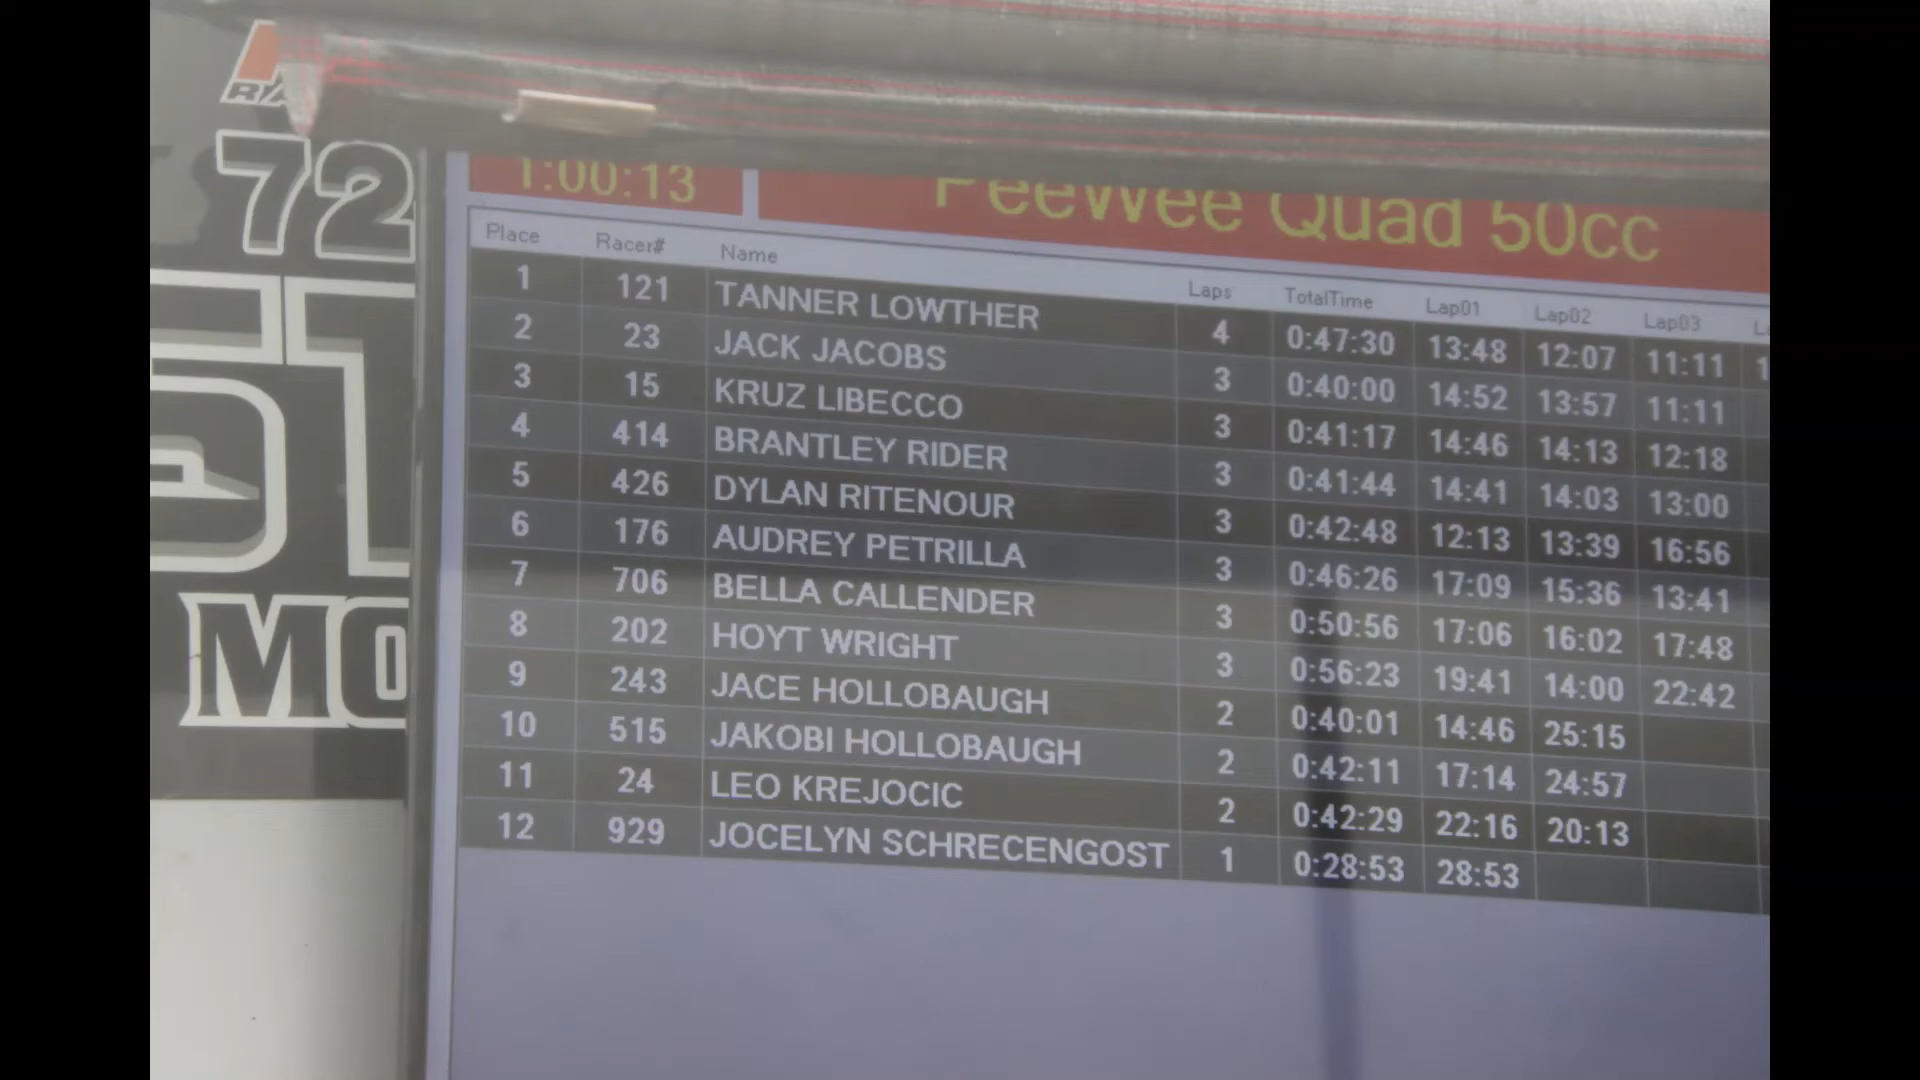 72
MO
1:00:13 PeeWee Quad 50cc
Place Racer# Name Laps TotalTime Lap01 Lap02 Lap03
1 121 TANNER LOWTHER 4 0:47:30 13:48 12:07 11:11
2 23 JACK JACOBS 3 0:40:00 14:52 13:57 11:11
3 15 KRUZ LIBECCO 3 0:41:17 14:46 14:13 12:18
4 414 BRANTLEY RIDER 3 0:41:44 14:41 14:03 13:00
5 426 DYLAN RITENOUR 3 0:42:48 12:13 13:39 16:56
6 176 AUDREY PETRILLA 3 0:46:26 17:09 15:36 13:41
7 706 BELLA CALLENDER 3 0:50:56 17:06 16:02 17:48
8 202 HOYT WRIGHT 3 0:56:23 19:41 14:00 22:42
9 243 JACE HOLLOBAUGH 2 0:40:01 14:46 25:15
10 515 JAKOBI HOLLOBAUGH 2 0:42:11 17:14 24:57
11 24 LEO KREJOCIC 2 0:42:29 22:16 20:13
12 929 JOCELYN SCHRECENGOST 1 0:28:53 28:53